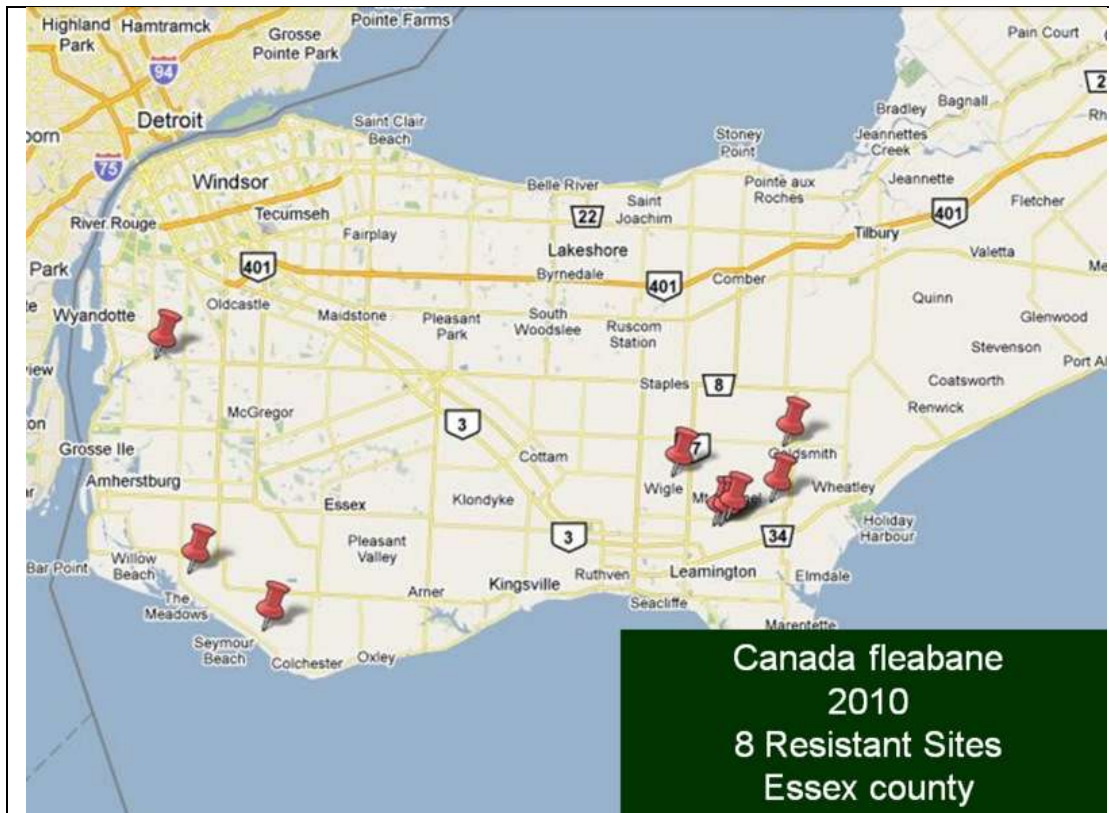 Pointe Farms
Highland Park
Hamtramck
Grosse Pointe Park
94
Pain Court
2
Detroit
Saint Clair Beach
Stoney Point
Bradley
Bagnall
Jeannettes Creek
75
Windsor
Belle River
Pointe aux Roches
Jeannette
Tecumseh
22
Saint Joachim
Fletcher
River Rouge
Fairplay
Lakeshore
401
Tilbury
Park
401
Byrnedale
401
Comber
Valetta
Wyandotte
Oldcastle
Maidstone
Pleasant Park
South Woodslee
Ruscom Station
Quinn
Glenwood
Stevenson
Staples
8
Coatsworth
McGregor
3
Renwick
Grosse Ile
Cottam
7
Goldsmith
Amherstburg
Klondyke
Wigle
Wheatley
Essex
Holiday Harbour
Pleasant Valley
3
34
Bar Point
Willow Beach
Kingsville
Ruthven
Leamington
Elmdale
The Meadows
Arner
Seacliffe
Marentette
Seymour Beach
Colchester
Oxley
Canada fleabane
2010
8 Resistant Sites
Essex county